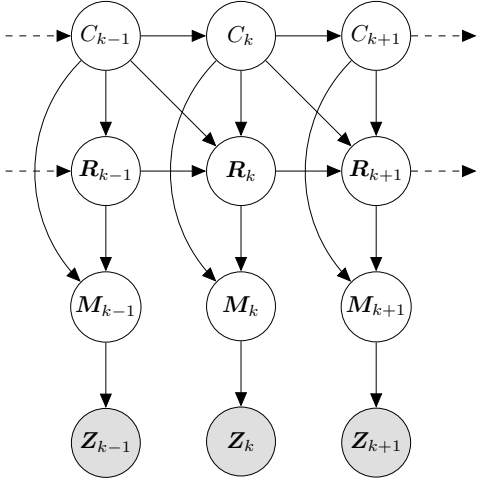 C_{k−1} C_k C_{k+1}
R_{k−1} R_k R_{k+1}
M_{k−1} M_k M_{k+1}
Z_{k−1} Z_k Z_{k+1}